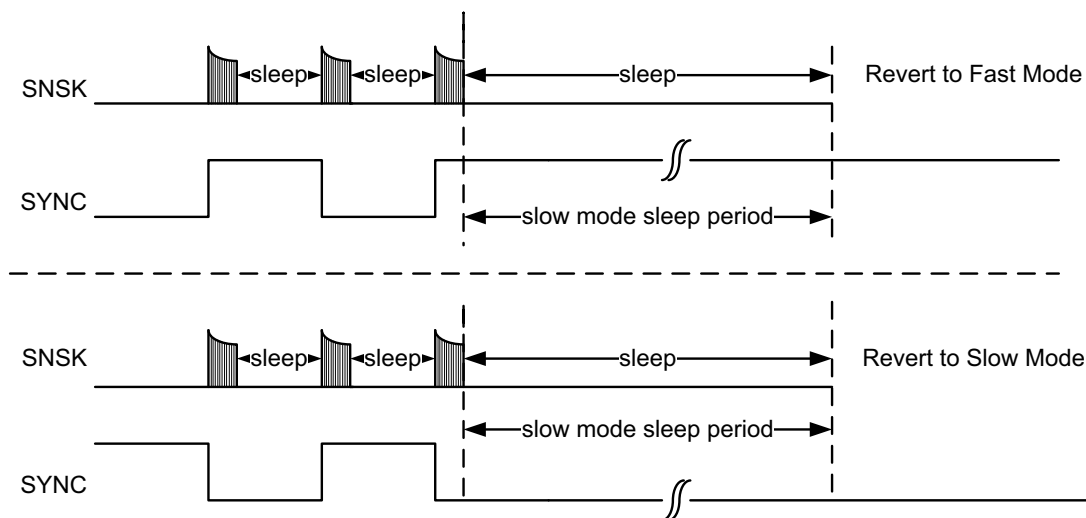 sleep sleep sleep Revert to Fast Mode
SNSK
SYNC
slow mode sleep period
sleep sleep sleep Revert to Slow Mode
SNSK
slow mode sleep period
SYNC